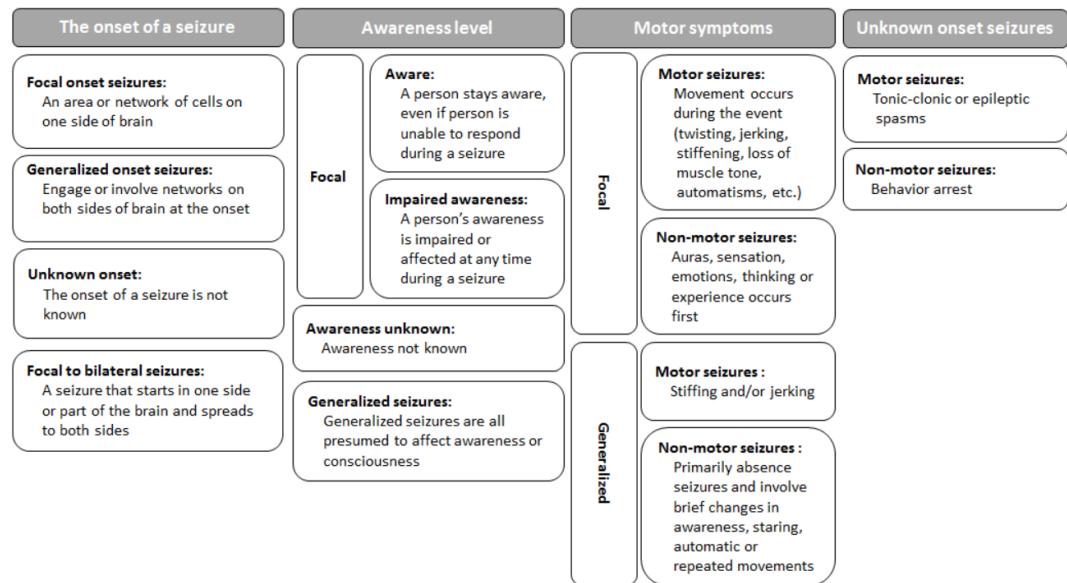 The onset of a seizure
Focal onset seizures:
An area or network of cells on
one side of brain
Generalized onset seizures:
Engage or involve networks on
both sides of brain at the onset
Unknown onset:
The onset of a seizure is not
known
Focal to bilateral seizures:
A seizure that starts in one side
or part of the brain and spreads
to both sides
Awareness level
Focal
Aware:
A person stays aware,
even if person is
unable to respond
during a seizure
Impaired awareness:
A person's awareness
is impaired or
affected at any time
during a seizure
Awareness unknown:
Awareness not known
Generalized seizures:
Generalized seizures are all
presumed to affect awareness or
consciousness
Motor symptoms
Focal
Motor seizures:
Movement occurs
during the event
(twisting, jerking,
stiffening, loss of
muscle tone,
automatisms, etc.)
Non-motor seizures:
Auras, sensation,
emotions, thinking or
experience occurs
first
Generalized
Motor seizures :
Stiffing and/or jerking
Non-motor seizures :
Primarily absence
seizures and involve
brief changes in
awareness, staring,
automatic or
repeated movements
Unknown onset seizures
Motor seizures:
Tonic-clonic or epileptic
spasms
Non-motor seizures:
Behavior arrest